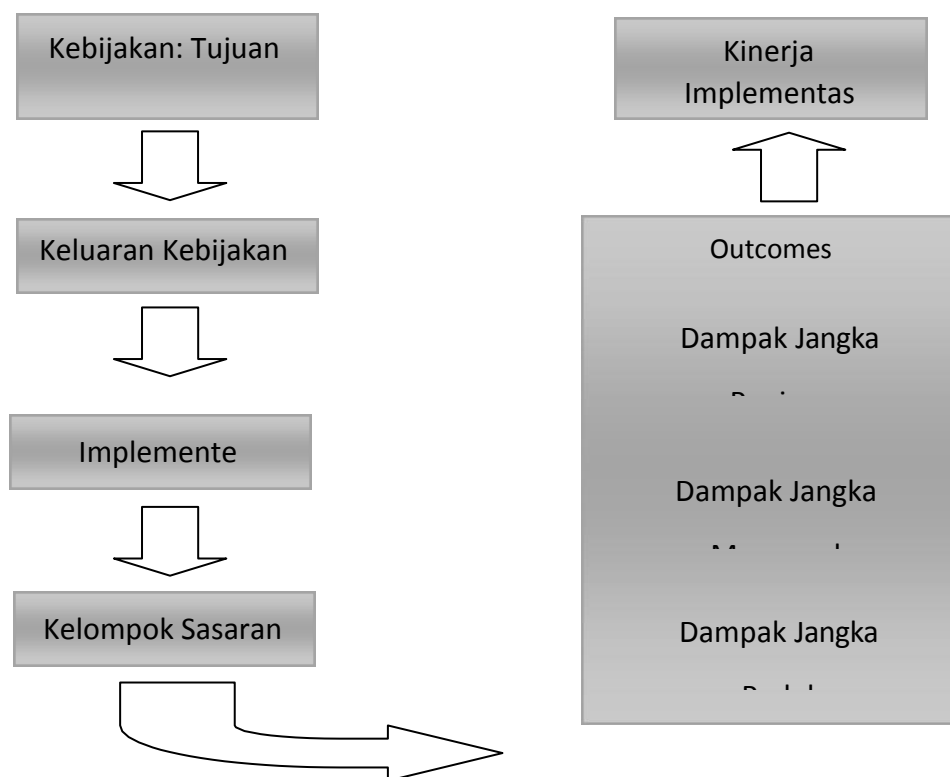 Kebijakan: Tujuan
Keluaran Kebijakan
Implemente
Kelompok Sasaran
Kinerja
Implementas
Outcomes
Dampak Jangka
Dampak Jangka
Dampak Jangka